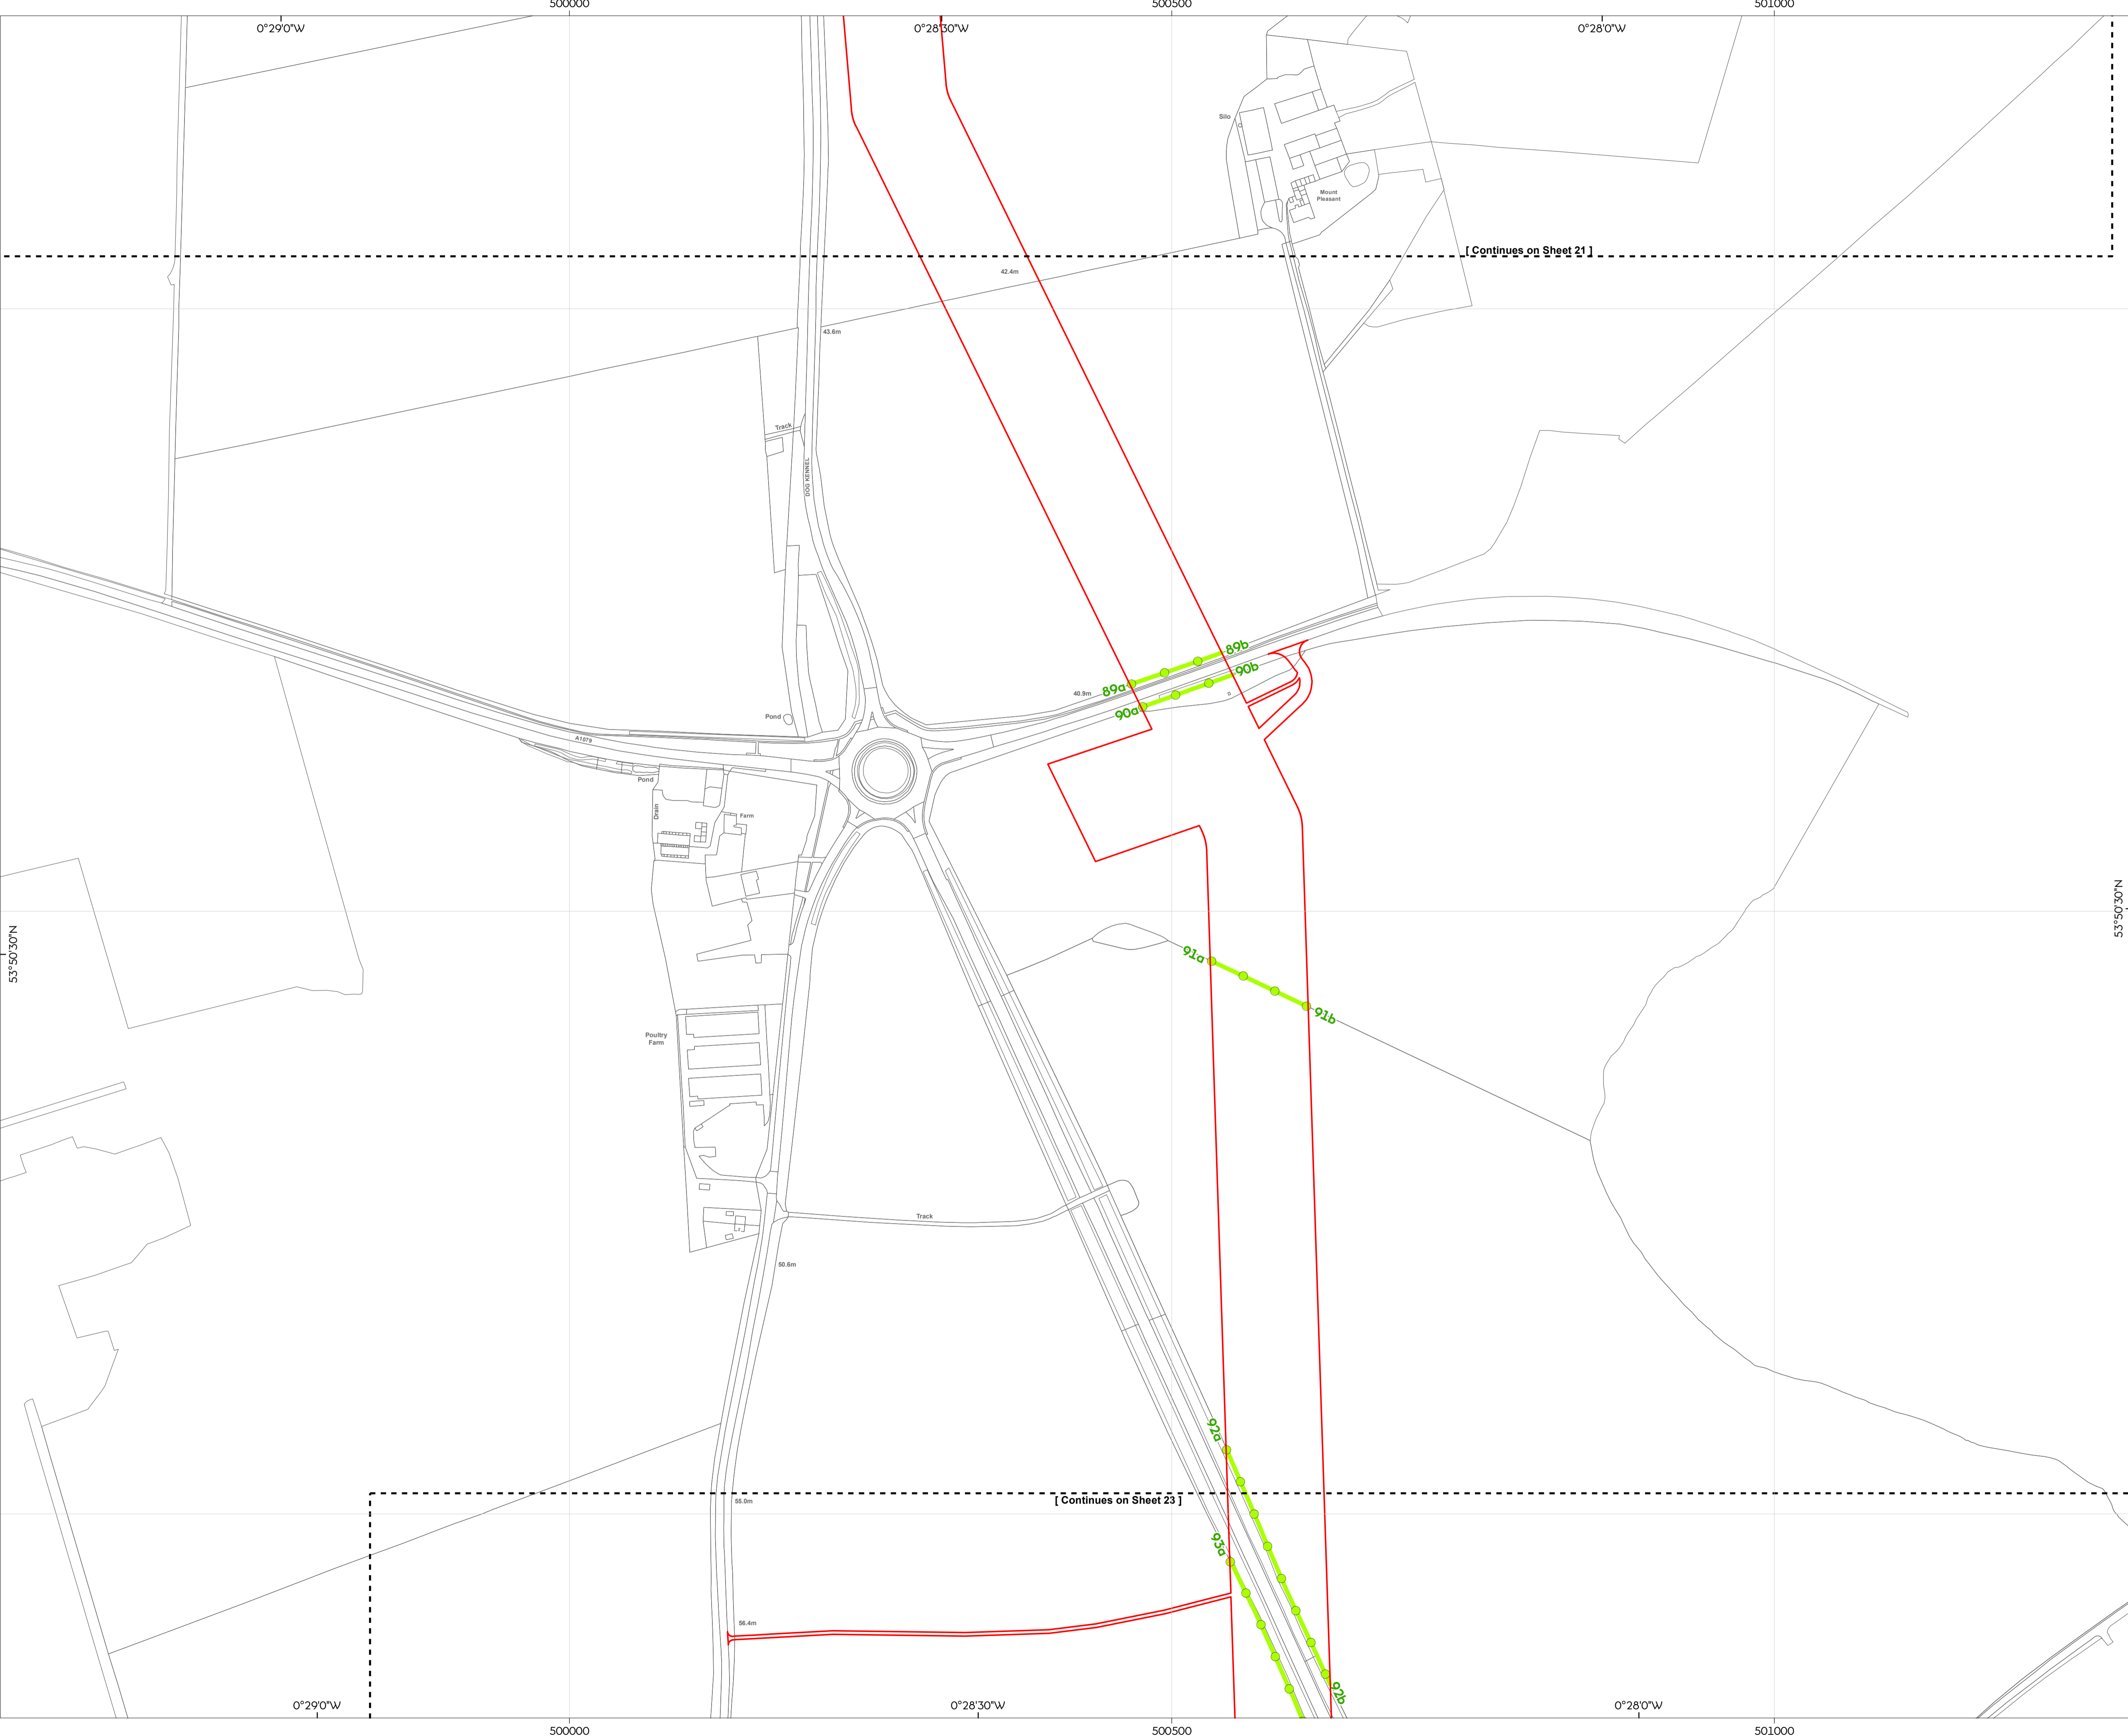 500000
500500
501000
0°29'0"W
0°28'30"W
0°28'0"W
Silo
Mount
Pleasant
[ Continues on Sheet 21 ]
42.4m
43.6m
Track
DOG KENNEL
89b
90b
89a
40.9m
90a
Pond
A1079
Pond
Drain
Farm
53°50'30"N
53°50'30"N
91a
91b
Poultry
Farm
Track
50.6m
92a
[ Continues on Sheet 23 ]
55.0m
93a
56.4m
92b
0°29'0"W
0°28'30"W
0°28'0"W
500000
500500
501000